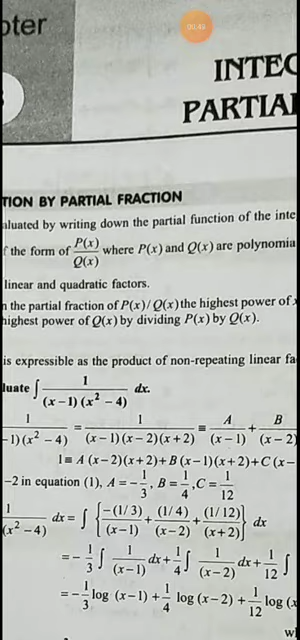 pter
00:49
INTEG
PARTIAL
TION BY PARTIAL FRACTION
aluated by writing down the partial function of the inte
f the form of P(x)/Q(x) where P(x) and Q(x) are polynomia
linear and quadratic factors.
n the partial fraction of P(x)/Q(x) the highest power of x
highest power of Q(x) by dividing P(x) by Q(x).
is expressible as the product of non-repeating linear fa
luate ∫ 1/((x−1)(x²−4)) dx.
1/(−1)(x²−4) = 1/((x−1)(x−2)(x+2)) ≡ A/(x−1) + B/(x−2)
1≡ A (x−2)(x+2)+B(x−1)(x+2)+C(x−
−2 in equation (1), A=−1/3, B=1/4, C=1/12
1/(x²−4) dx=∫{−(1/3)/(x−1)+(1/4)/(x−2)+(1/12)/(x+2)} dx
=−1/3∫ 1/(x−1) dx+1/4∫ 1/(x−2) dx+1/12∫
=−1/3 log (x−1)+1/4 log (x−2)+1/12 log (x
w